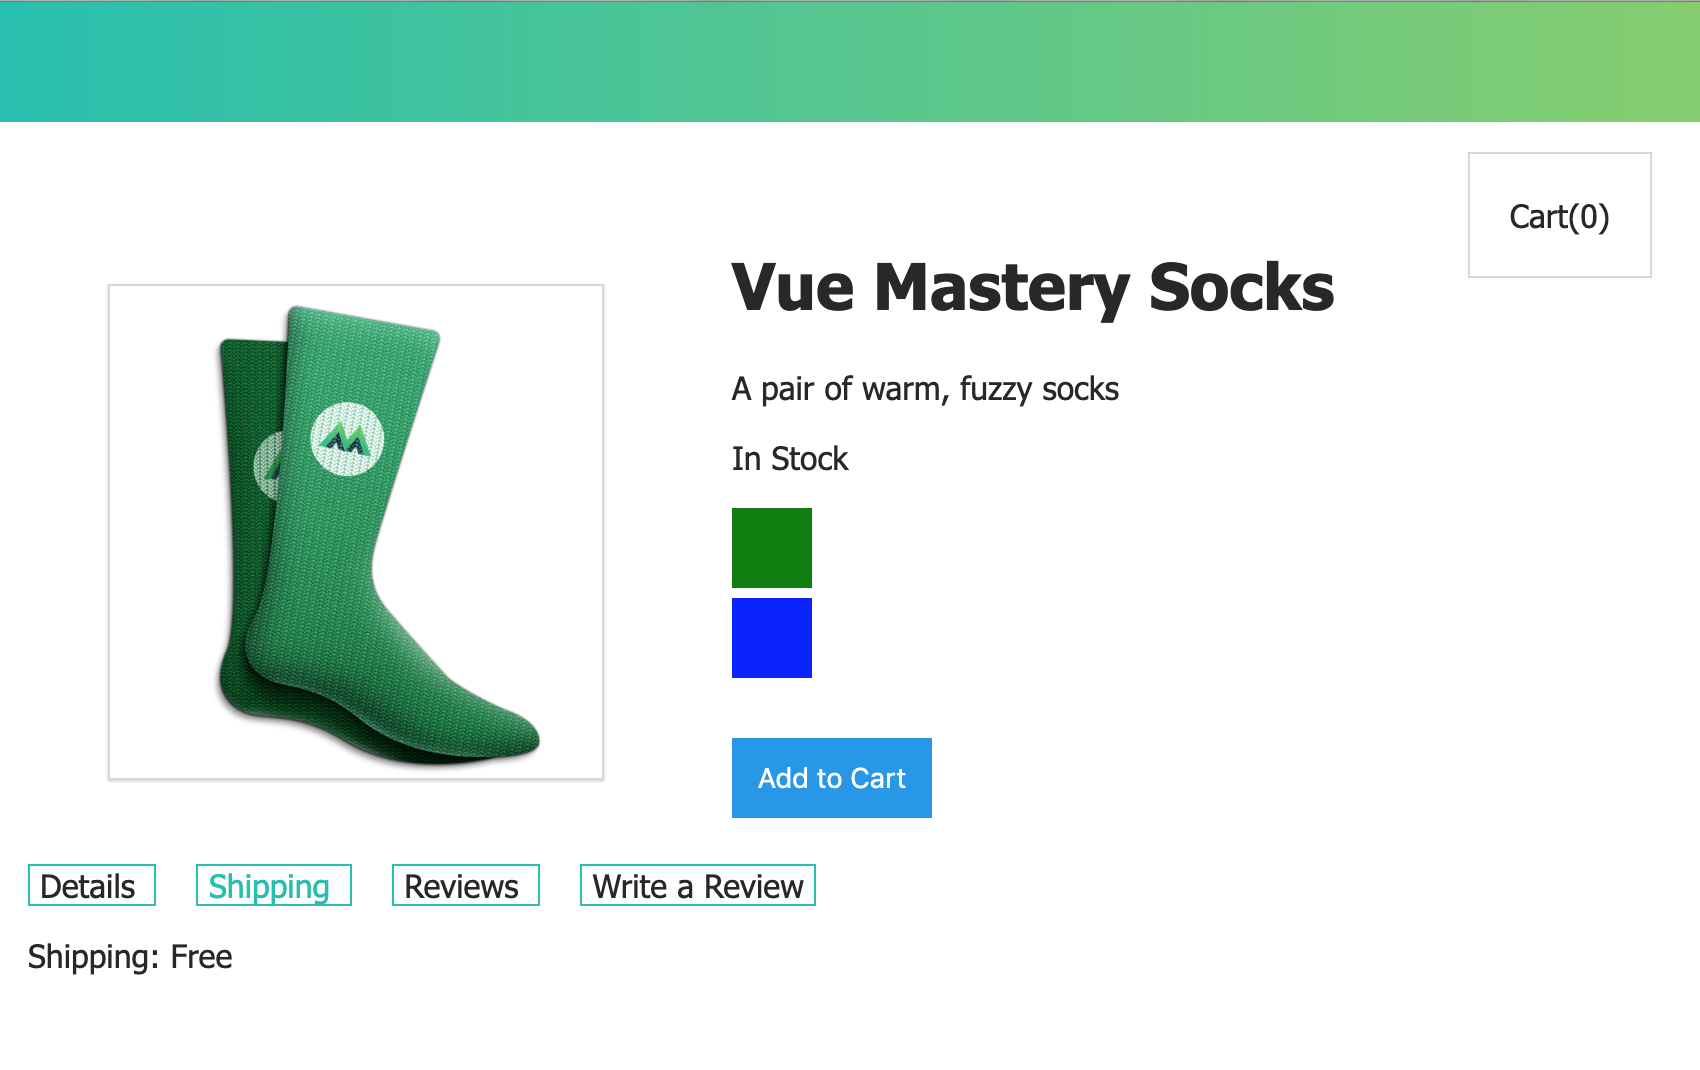 Cart(0)
Vue Mastery Socks
A pair of warm, fuzzy socks
In Stock
Add to Cart
Details Shipping Reviews Write a Review
Shipping: Free